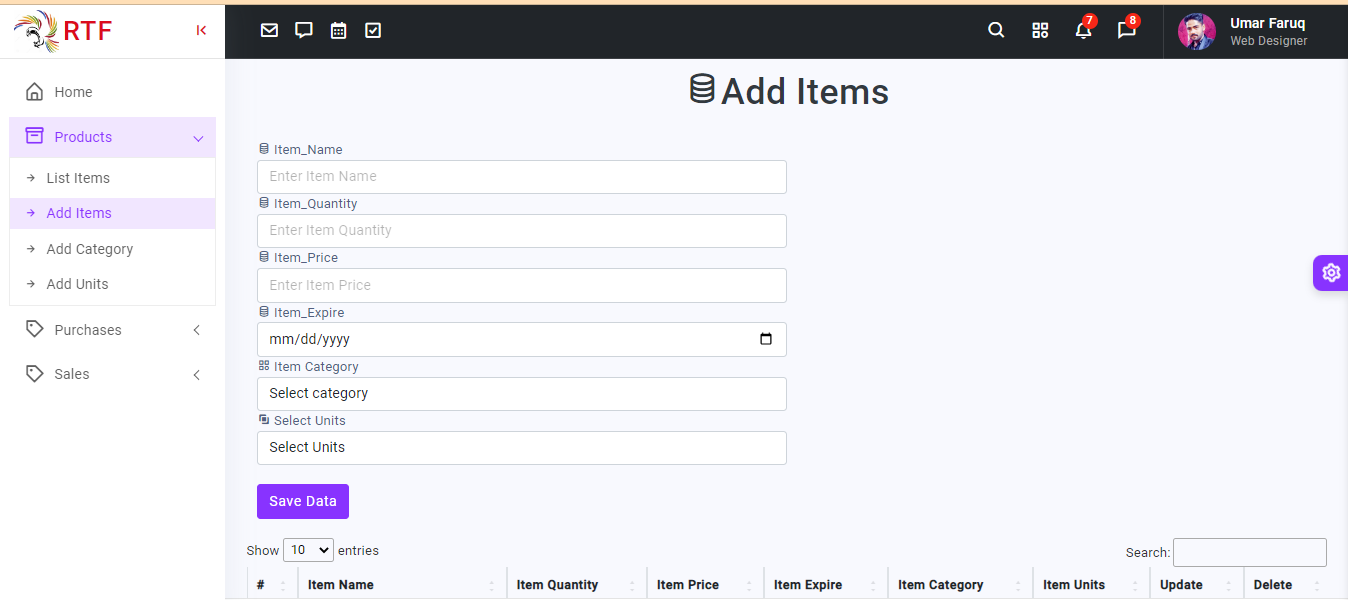 RTF
7
8
Umar Faruq
Web Designer
Home
Products
List Items
Add Items
Add Category
Add Units
Purchases
Sales
Add Items
Item_Name
Enter Item Name
Item_Quantity
Enter Item Quantity
Item_Price
Enter Item Price
Item_Expire
mm/dd/yyyy
Item Category
Select category
Select Units
Select Units
Save Data
Show 10 entries
Search:
# Item Name Item Quantity Item Price Item Expire Item Category Item Units Update Delete